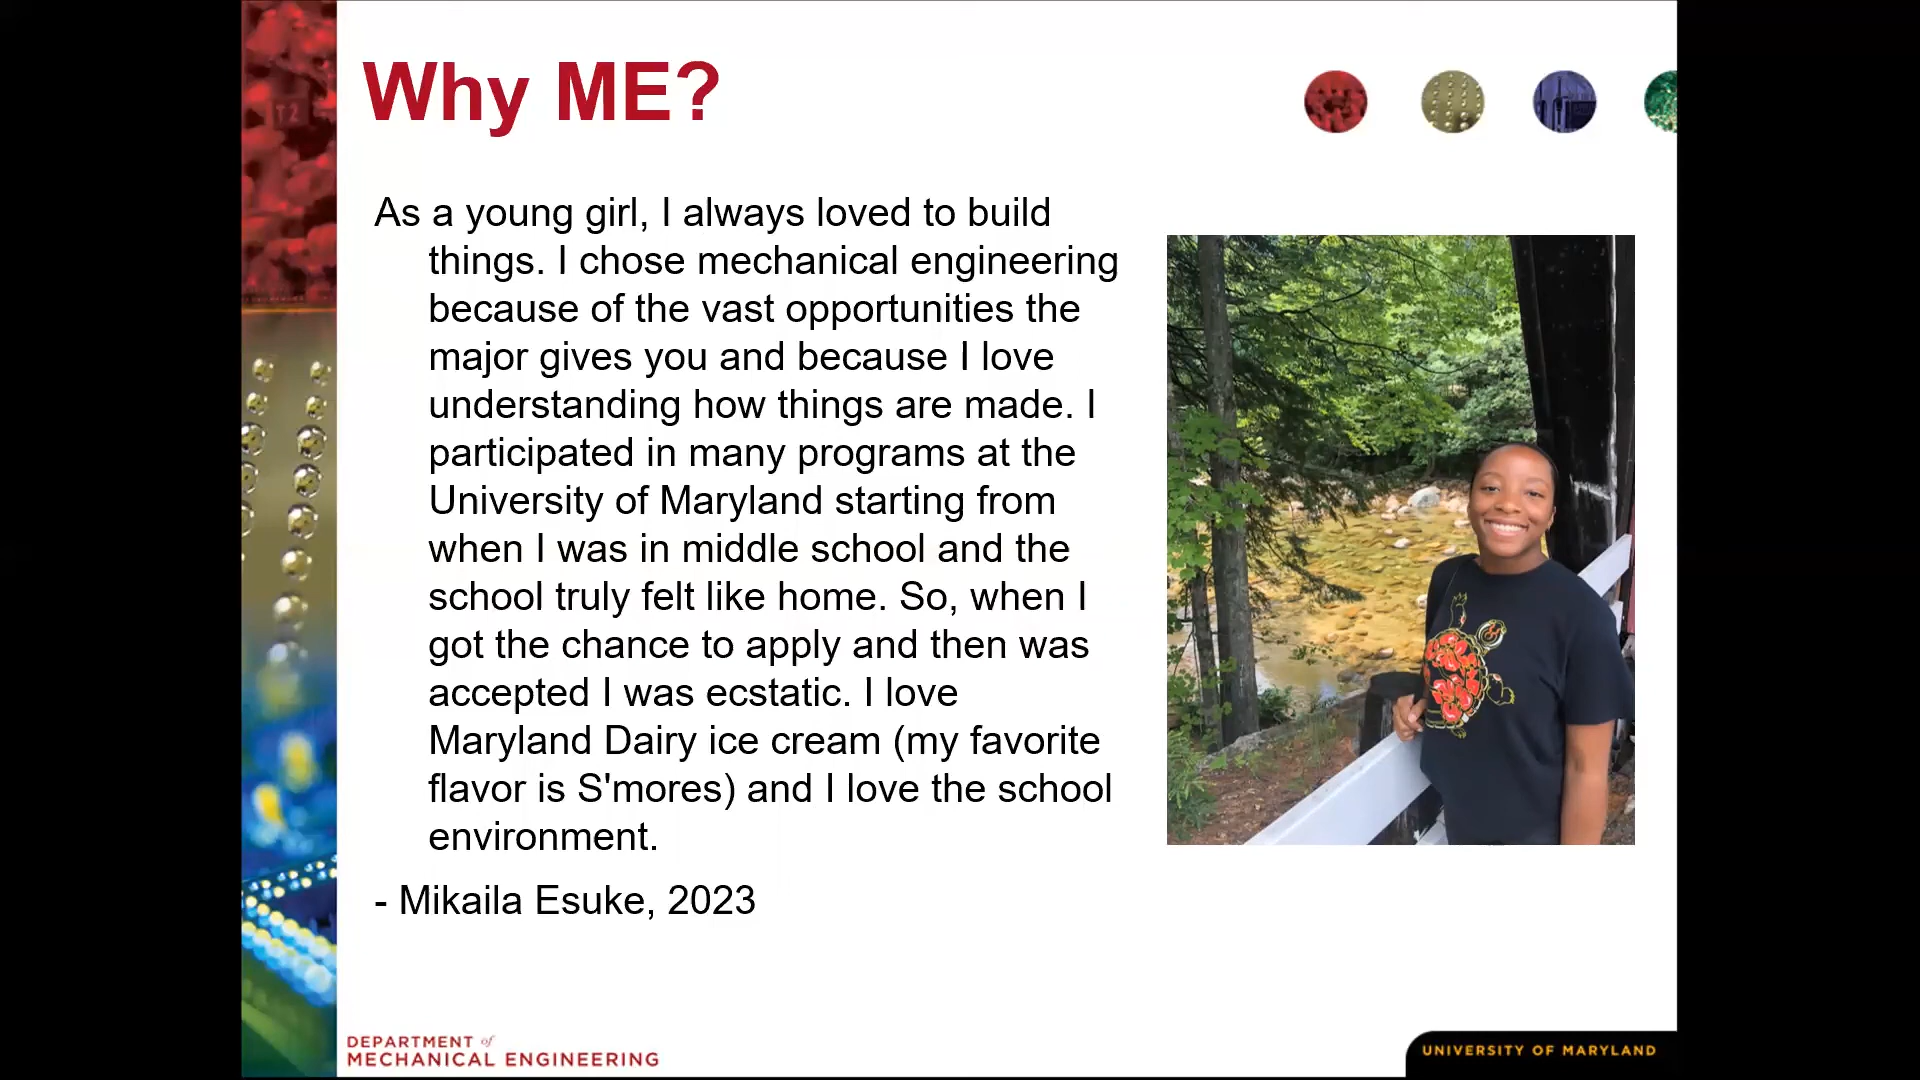 Why ME?
As a young girl, I always loved to build
things. I chose mechanical engineering
because of the vast opportunities the
major gives you and because I love
understanding how things are made. I
participated in many programs at the
University of Maryland starting from
when I was in middle school and the
school truly felt like home. So, when I
got the chance to apply and then was
accepted I was ecstatic. I love
Maryland Dairy ice cream (my favorite
flavor is S'mores) and I love the school
environment.
- Mikaila Esuke, 2023
DEPARTMENT of
MECHANICAL ENGINEERING
UNIVERSITY OF MARYLAND